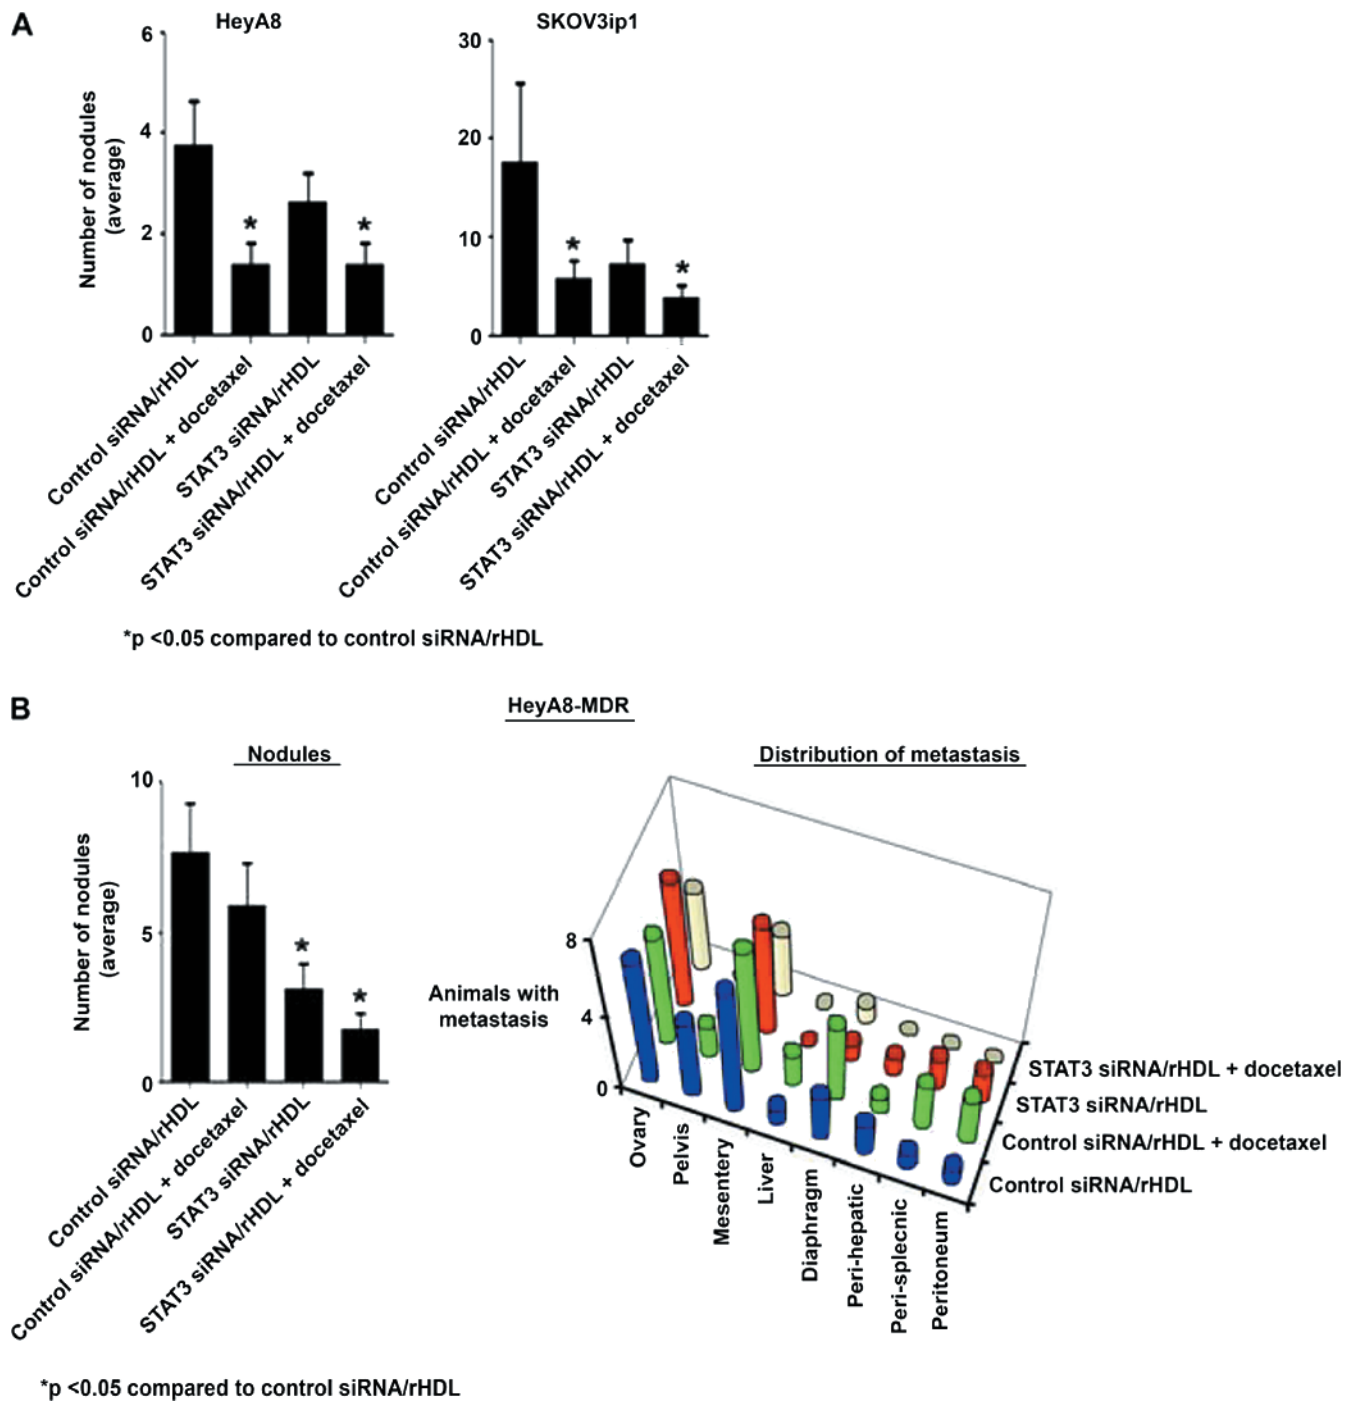 A
HeyA8
SKOV3ip1
Number of nodules
(average)
6
4
2
0
30
20
10
0
Control siRNA/rHDL
Control siRNA/rHDL + docetaxel
STAT3 siRNA/rHDL
STAT3 siRNA/rHDL + docetaxel
Control siRNA/rHDL
Control siRNA/rHDL + docetaxel
STAT3 siRNA/rHDL
STAT3 siRNA/rHDL + docetaxel
*
*
*
*
*p <0.05 compared to control siRNA/rHDL
B
HeyA8-MDR
Nodules
Distribution of metastasis
Number of nodules
(average)
10
5
0
*
*
Control siRNA/rHDL
Control siRNA/rHDL + docetaxel
STAT3 siRNA/rHDL
STAT3 siRNA/rHDL + docetaxel
Animals with
metastasis
8
4
0
Ovary
Pelvis
Mesentery
Liver
Diaphragm
Peri-hepatic
Peri-splecnic
Peritoneum
STAT3 siRNA/rHDL + docetaxel
STAT3 siRNA/rHDL
Control siRNA/rHDL + docetaxel
Control siRNA/rHDL
*p <0.05 compared to control siRNA/rHDL